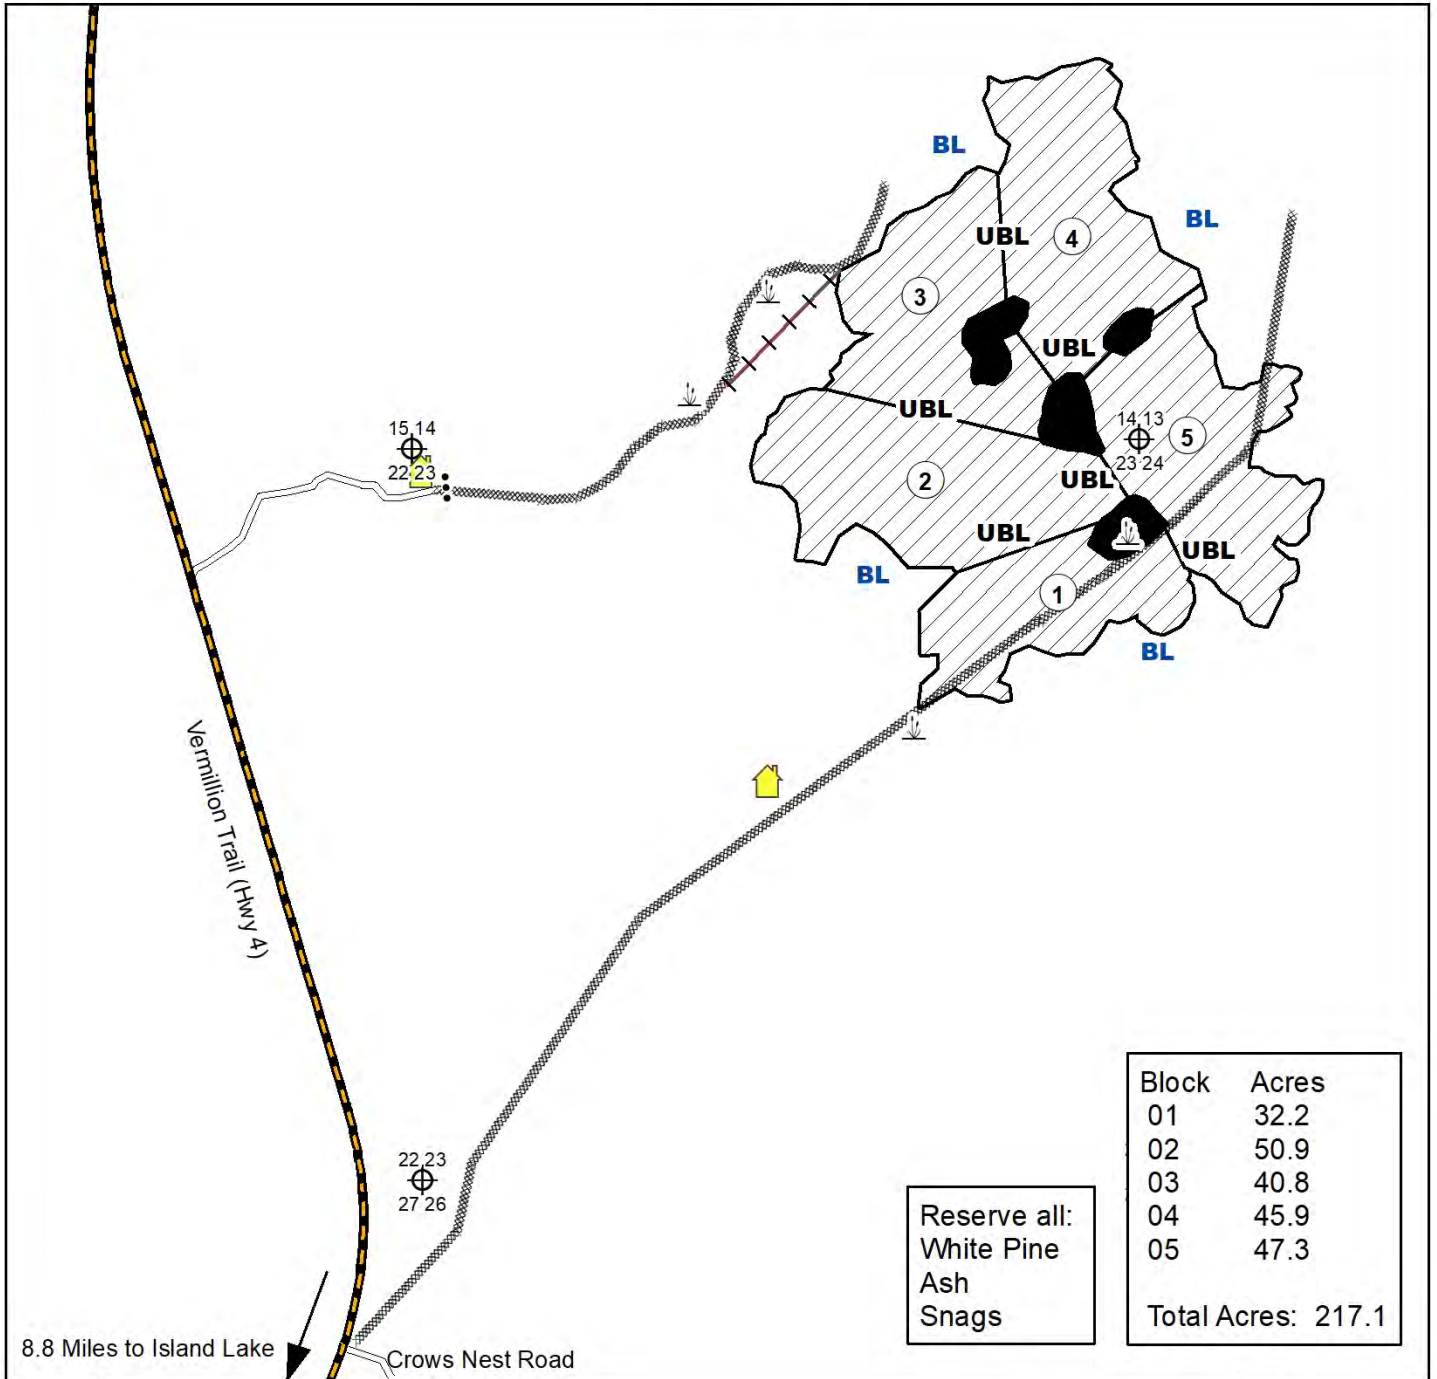 BL
BL
UBL
4
3
UBL
UBL
15 14
22 23
14 13
23 24
5
2
UBL
UBL
UBL
BL
1
BL
Vermillion Trail (Hwy 4)
22 23
27 26
8.8 Miles to Island Lake
Crows Nest Road
Reserve all:
White Pine
Ash
Snags
Block Acres
01 32.2
02 50.9
03 40.8
04 45.9
05 47.3
Total Acres: 217.1